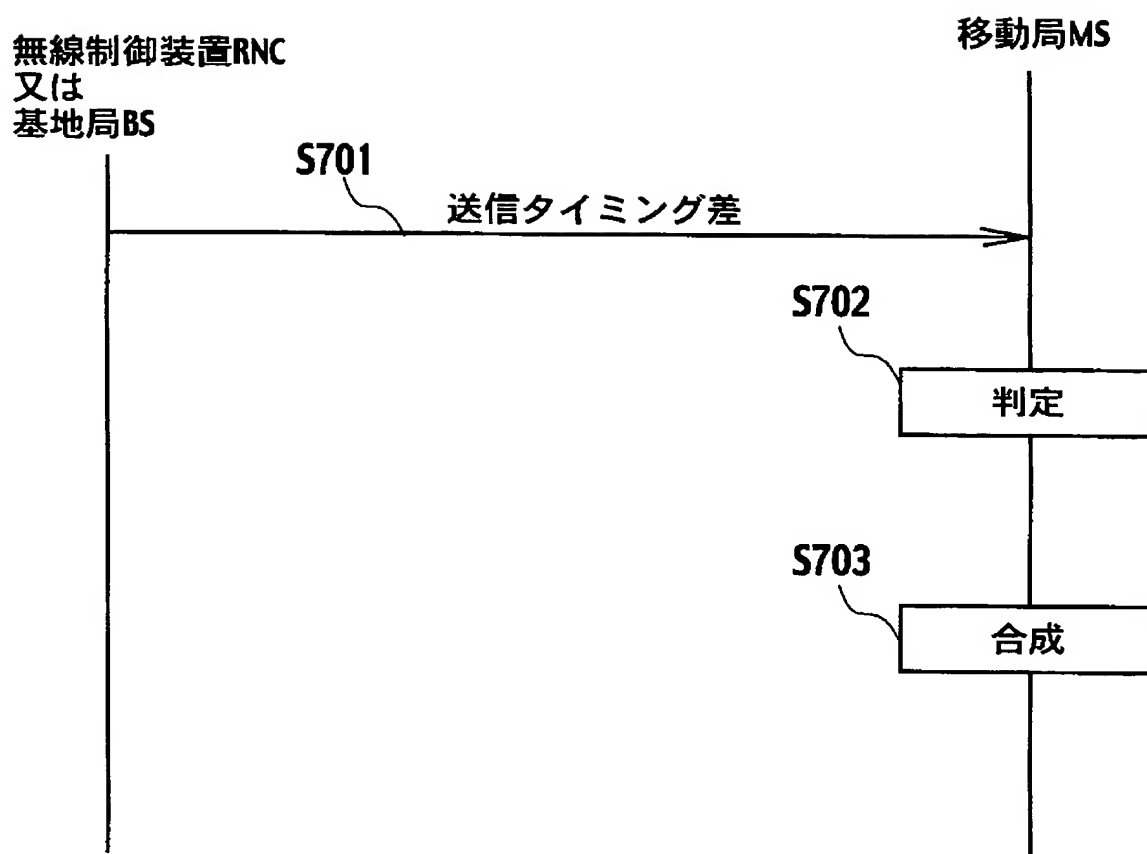 無線制御装置RNC
又は
基地局BS
移動局MS
S701
送信タイミング差
S702
判定
S703
合成